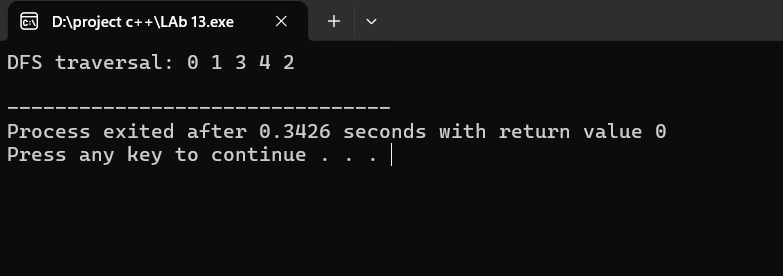 D:\project c++\LAb 13.exe
DFS traversal: 0 1 3 4 2
--------------------------------
Process exited after 0.3426 seconds with return value 0
Press any key to continue . . .